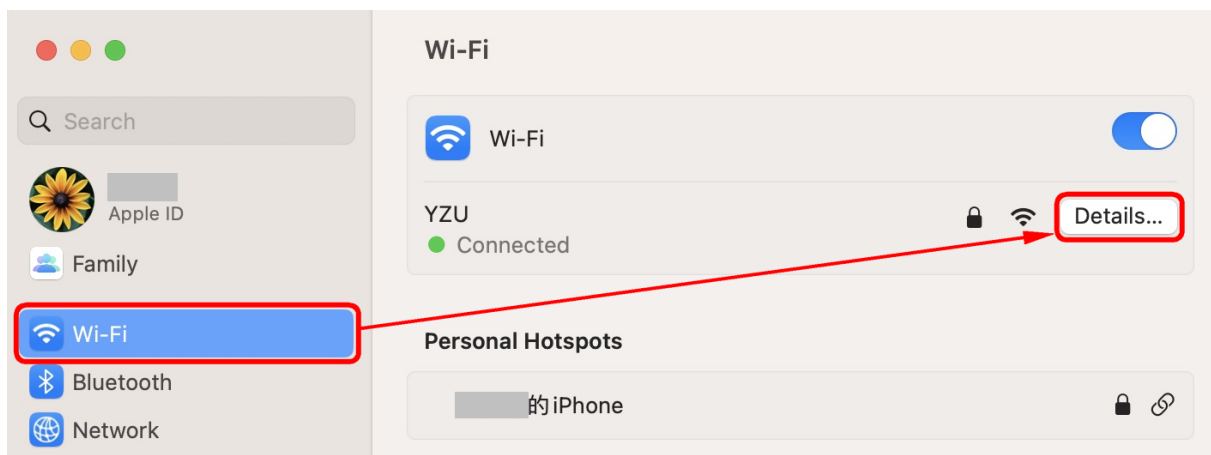 Wi-Fi
Search
Apple ID
Family
Wi-Fi
Bluetooth
Network
Wi-Fi
YZU
Connected
Details...
Personal Hotspots
的 iPhone